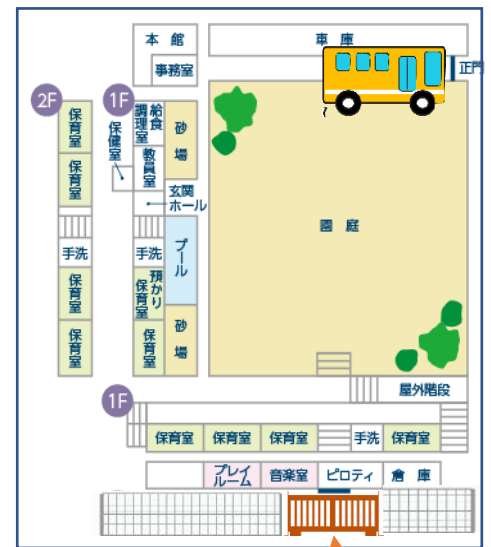 本館
事務室
車庫
正門
2F
保育室
保育室
手洗
保育室
保育室
1F
給食調理室
保健室
教員室
玄関ホール
手洗
預かり保育室
保育室
砂場
プール
砂場
園庭
屋外階段
1F
保育室
保育室
保育室
手洗
保育室
プレイルーム
音楽室
ピロティ
倉庫